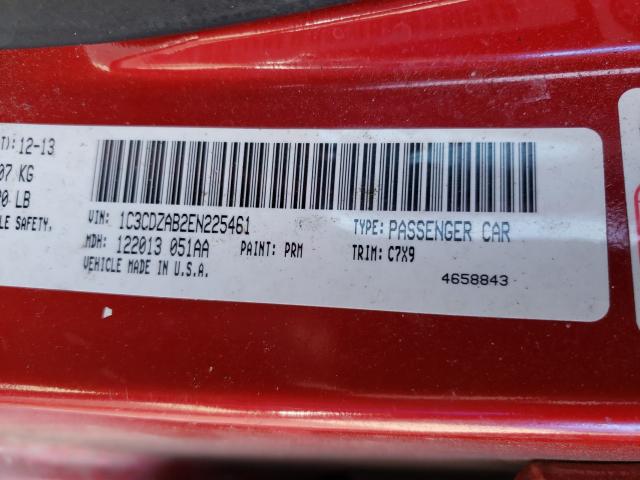 T): 12-13
07 KG
20 LB
LE SAFETY,
VIN: 1C3CDZAB2EN225461
TYPE: PASSENGER CAR
MDH: 122013 051AA
PAINT: PRM
TRIM: C7X9
VEHICLE MADE IN U.S.A.
4658843